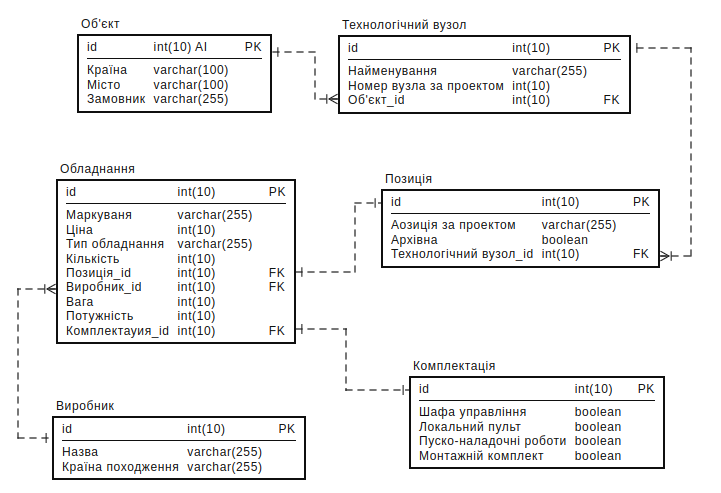 Об'єкт
id int(10) AI PK
Країна varchar(100)
Місто varchar(100)
Замовник varchar(255)
Технологічний вузол
id int(10) PK
Найменування varchar(255)
Номер вузла за проектом int(10)
Об'єкт_id int(10) FK
Обладнання
id int(10) PK
Маркуваня varchar(255)
Ціна int(10)
Тип обладнання varchar(255)
Кількість int(10)
Позиція_id int(10) FK
Виробник_id int(10) FK
Вага int(10)
Потужність int(10)
Комплектауия_id int(10) FK
Позиція
id int(10) PK
Аозиція за проектом varchar(255)
Архівна boolean
Технологічний вузол_id int(10) FK
Комплектація
id int(10) PK
Шафа управління boolean
Локальний пульт boolean
Пуско-наладочні роботи boolean
Монтажній комплект boolean
Виробник
id int(10) PK
Назва varchar(255)
Країна походження varchar(255)